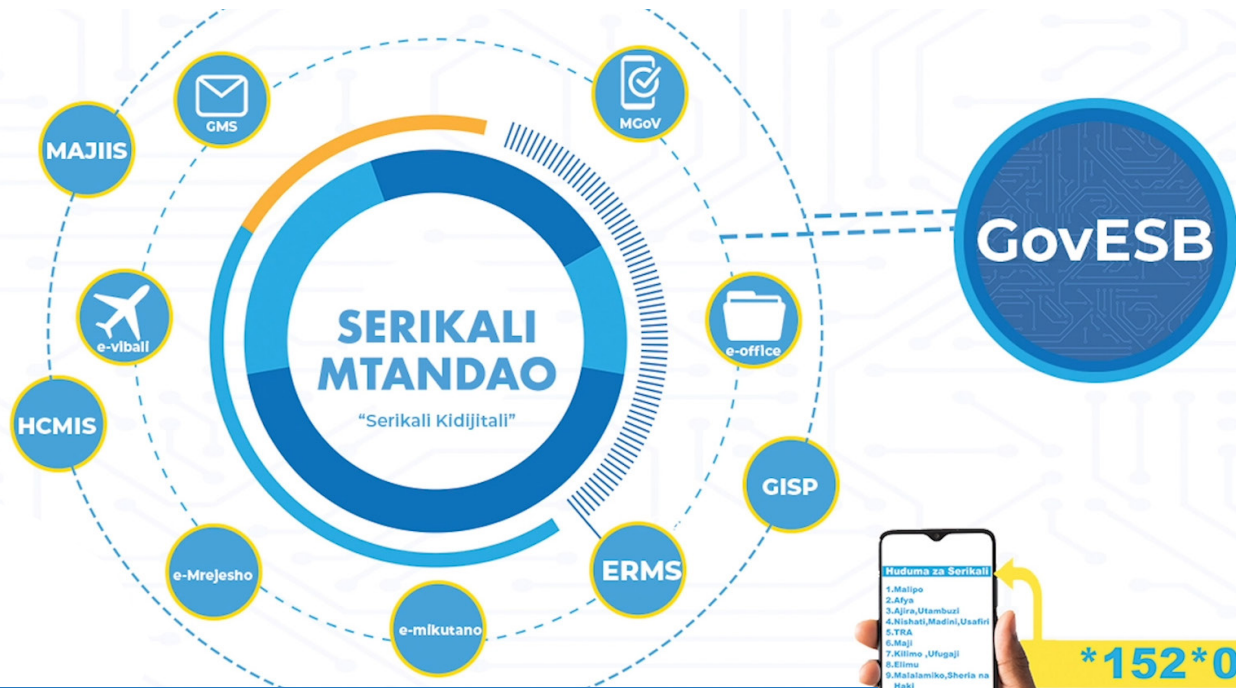 GMS
MGoV
MAJIIS
GovESB
e-vibali
SERIKALI
MTANDAO
“Serikali Kidijitali”
e-office
HCMIS
GISP
e-Mrejesho
ERMS
e-mikutano
Huduma za Serikali
1.Malipo
2.Afya
3.Ajira,Utambuzi
4.Nishati,Madini,Usafiri
5.TRA
6.Maji
7.Kilimo ,Ufugaji
8.Elimu
9.Malalamiko,Sheria na
Haki
*152*0